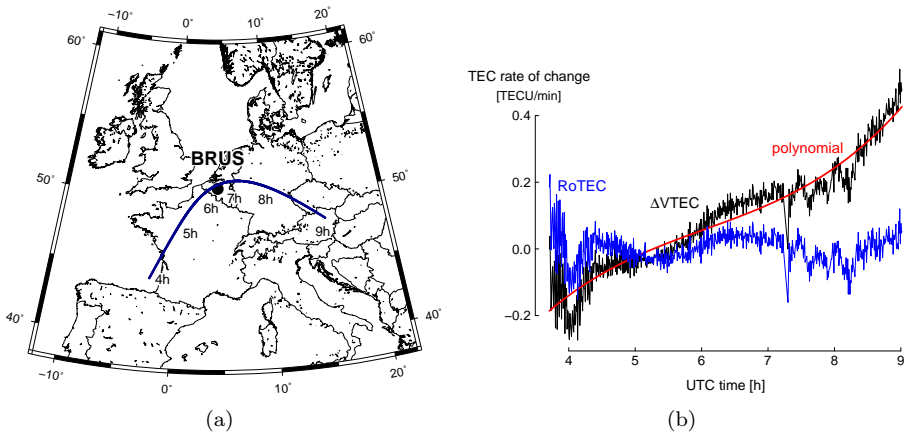 −10° 0° 10° 20°
60° 60°
BRUS
50° 50°
6h 7h 8h
5h
9h
4h
40° 40°
−10° 0° 10° 20°
(a)
TEC rate of change
[TECU/min]
0.4
polynomial
RoTEC
0.2
ΔVTEC
0.0
−0.2
4 5 6 7 8 9
UTC time [h]
(b)